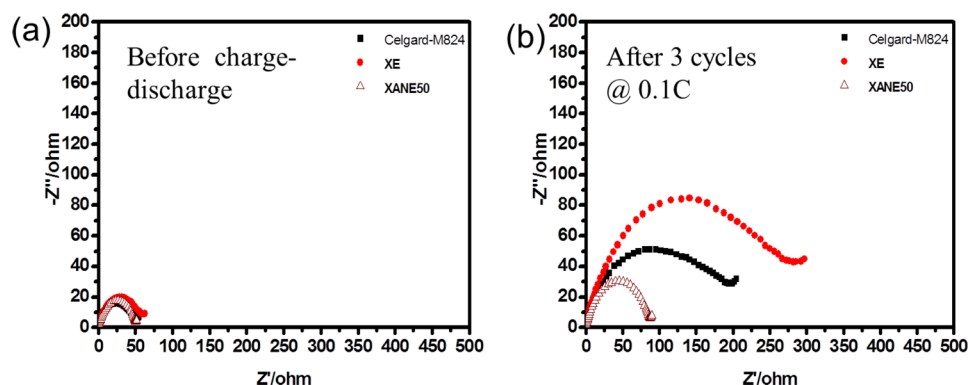 (a)
200
180
160
140
120
100
80
60
40
20
0
-Z''/ohm
Before charge-
discharge
Celgard-M824
XE
XANE50
0 50 100 150 200 250 300 350 400 450 500
Z'/ohm
(b)
200
180
160
140
120
100
80
60
40
20
0
-Z''/ohm
After 3 cycles
@ 0.1C
Celgard-M824
XE
XANE50
0 50 100 150 200 250 300 350 400 450 500
Z'/ohm